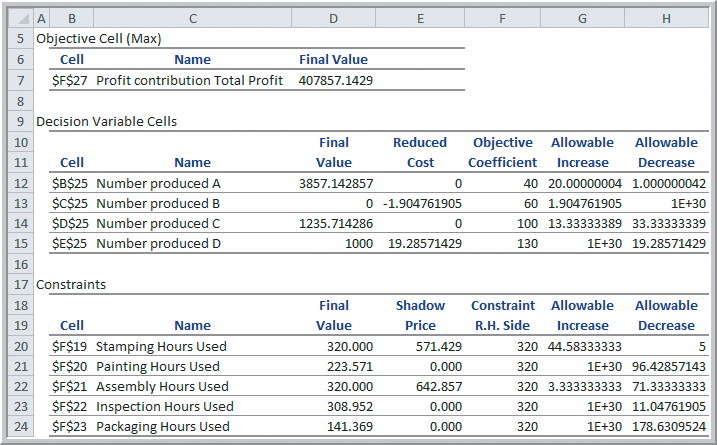 A B C D E F G H
5 Objective Cell (Max)
6 Cell Name Final Value
7 $F$27 Profit contribution Total Profit 407857.1429
8
9 Decision Variable Cells
10 Final Reduced Objective Allowable Allowable
11 Cell Name Value Cost Coefficient Increase Decrease
12 $B$25 Number produced A 3857.142857 0 40 20.00000004 1.000000042
13 $C$25 Number produced B 0 -1.904761905 60 1.904761905 1E+30
14 $D$25 Number produced C 1235.714286 0 100 13.33333389 33.33333339
15 $E$25 Number produced D 1000 19.28571429 130 1E+30 19.28571429
16
17 Constraints
18 Final Shadow Constraint Allowable Allowable
19 Cell Name Value Price R.H. Side Increase Decrease
20 $F$19 Stamping Hours Used 320.000 571.429 320 44.58333333 5
21 $F$20 Painting Hours Used 223.571 0.000 320 1E+30 96.42857143
22 $F$21 Assembly Hours Used 320.000 642.857 320 3.333333333 71.33333333
23 $F$22 Inspection Hours Used 308.952 0.000 320 1E+30 11.04761905
24 $F$23 Packaging Hours Used 141.369 0.000 320 1E+30 178.6309524